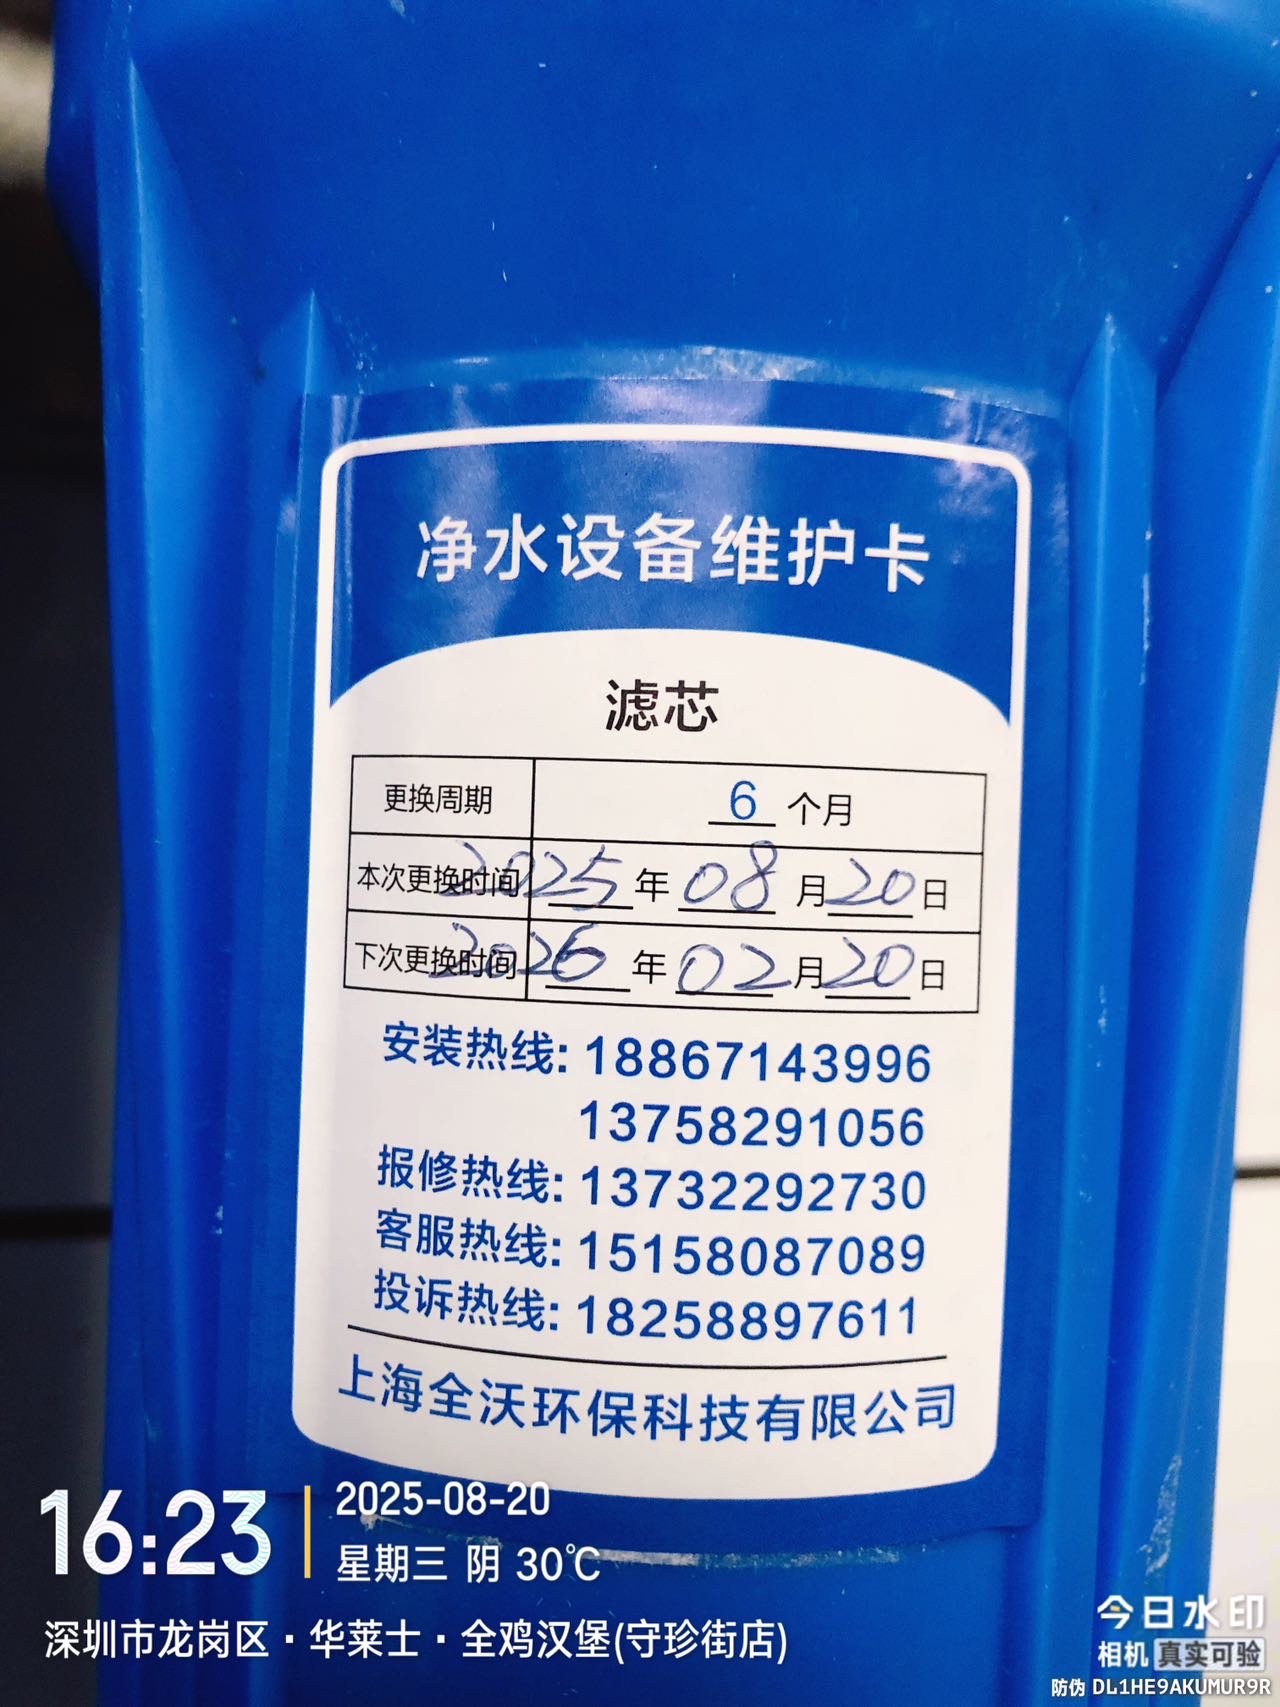 净水设备维护卡
滤芯
更换周期 6 个月
本次更换时间 2025 年 08 月 20 日
下次更换时间 2026 年 02 月 20 日
安装热线: 18867143996
13758291056
报修热线: 13732292730
客服热线: 15158087089
投诉热线: 18258897611
上海全沃环保科技有限公司
16:23
2025-08-20
星期三 阴 30℃
深圳市龙岗区·华莱士·全鸡汉堡(守珍街店)
今日水印
相机 真实可验
防伪 DL1HE9AKUMUR9R